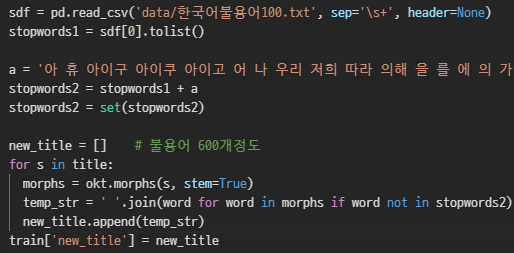 sdf = pd.read_csv('data/한국어불용어100.txt', sep='\s+', header=None)
stopwords1 = sdf[0].tolist()
a = '아 휴 아이구 아이쿠 아이고 어 나 우리 저희 따라 의해 을 를 에 의 가
stopwords2 = stopwords1 + a
stopwords2 = set(stopwords2)
new_title = [] # 불용어 600개정도
for s in title:
morphs = okt.morphs(s, stem=True)
temp_str = ' '.join(word for word in morphs if word not in stopwords2)
new_title.append(temp_str)
train['new_title'] = new_title